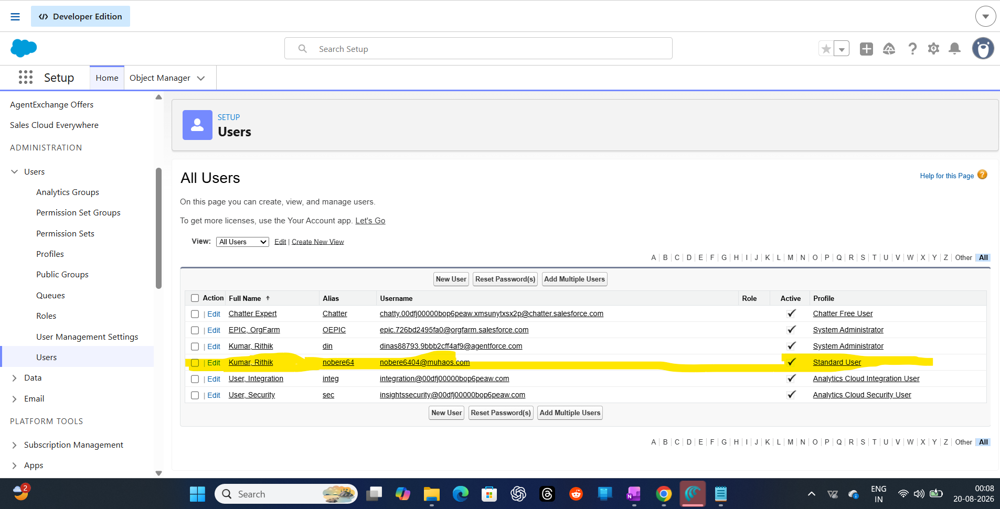 Developer Edition
Search Setup
Setup
Home
Object Manager
AgentExchange Offers
Sales Cloud Everywhere
ADMINISTRATION
Users
Analytics Groups
Permission Set Groups
Permission Sets
Profiles
Public Groups
Queues
Roles
User Management Settings
Users
Data
Email
PLATFORM TOOLS
Subscription Management
Apps
SETUP
Users
All Users
Help for this Page ?
On this page you can create, view, and manage users.
To get more licenses, use the Your Account app. Let's Go
View: All Users Edit | Create New View
A | B | C | D | E | F | G | H | I | J | K | L | M | N | O | P | Q | R | S | T | U | V | W | X | Y | Z | Other | All
New User Reset Password(s) Add Multiple Users
Action Full Name ↑ Alias Username Role Active Profile
| Edit Chatter Expert Chatter chatty.00dfj00000bop6peaw.xmsunytxsx2p@chatter.salesforce.com ✓ Chatter Free User
| Edit EPIC, OrgFarm OEPIC epic.726bd2495fa0@orgfarm.salesforce.com ✓ System Administrator
| Edit Kumar, Rithik din dinas88793.9bbb2cff4af9@agentforce.com ✓ System Administrator
| Edit Kumar, Rithik nobere64 nobere6404@muhaos.com ✓ Standard User
| Edit User, Integration integ integration@00dfj00000bop6peaw.com ✓ Analytics Cloud Integration User
| Edit User, Security sec insightssecurity@00dfj00000bop6peaw.com ✓ Analytics Cloud Security User
New User Reset Password(s) Add Multiple Users
A | B | C | D | E | F | G | H | I | J | K | L | M | N | O | P | Q | R | S | T | U | V | W | X | Y | Z | Other | All
2
Search
N
ENG
IN
00:08
20-08-2026